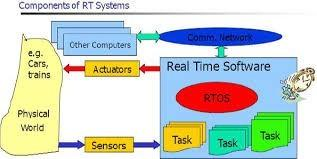 Components of RT Systems
Other Computers
Comm. Network
e.g.
Cars,
trains
Actuators
Real Time Software
RTOS
Physical
World
Sensors
Task
Task
Task